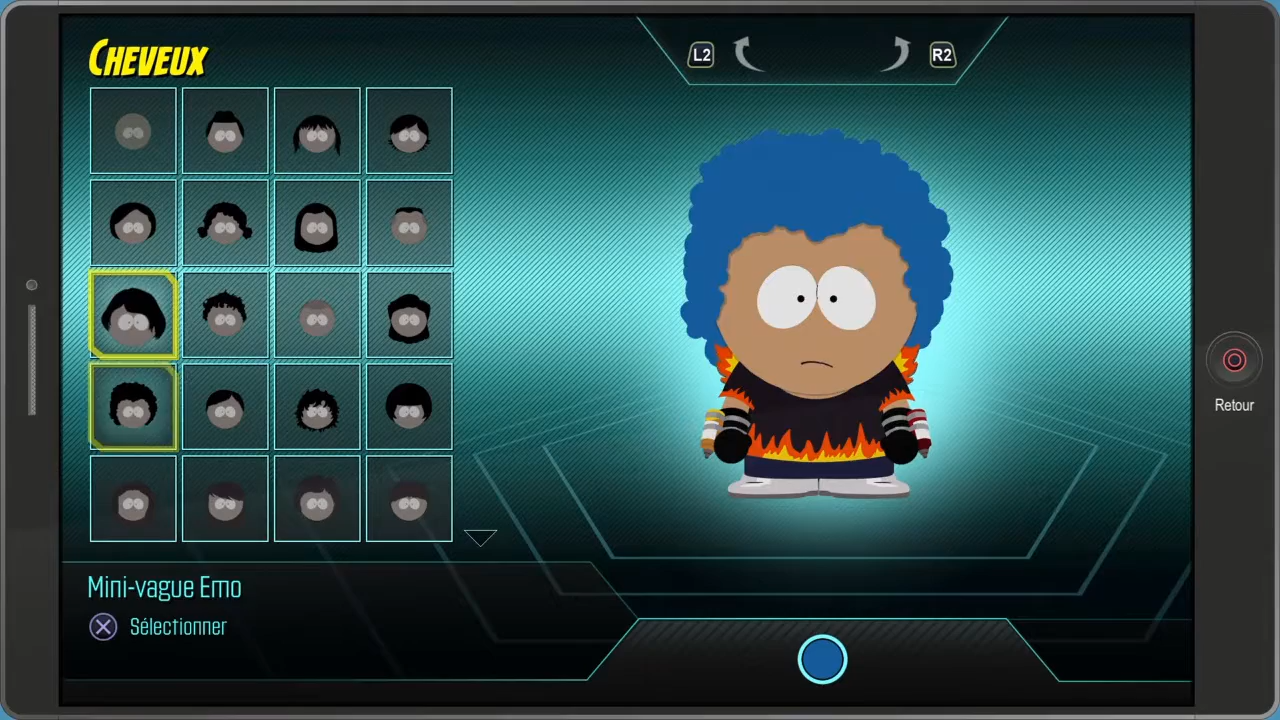 CHEVEUX
L2
R2
Retour
Mini-vague Emo
Sélectionner